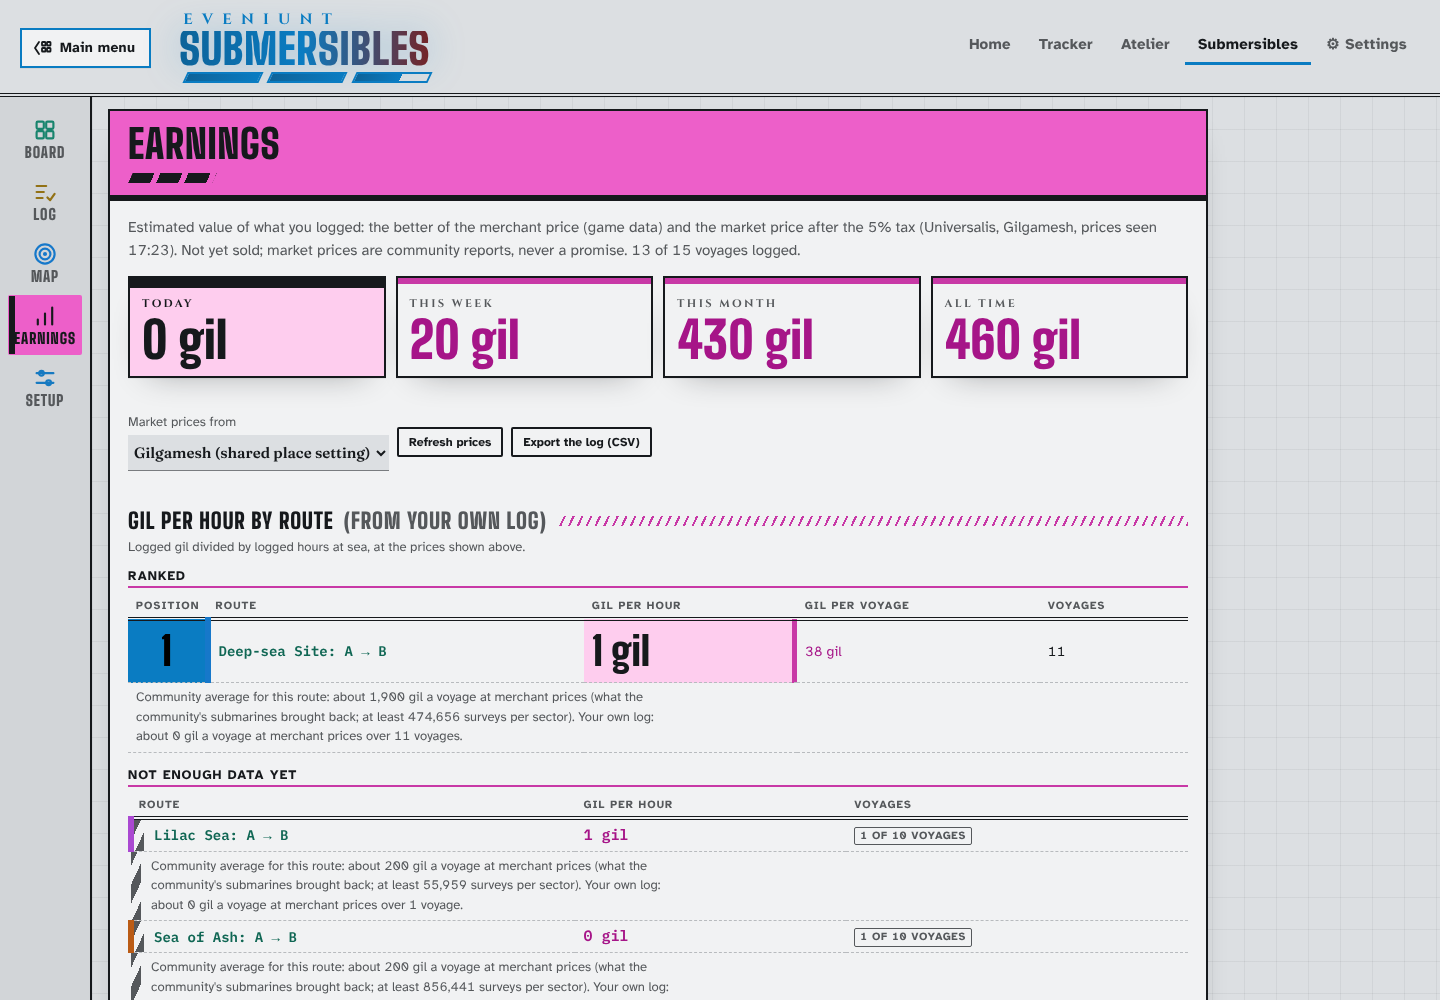 Main menu
EVENIUNT
SUBMERSIBLES
Home
Tracker
Atelier
Submersibles
⚙ Settings
BOARD
LOG
MAP
EARNINGS
SETUP
EARNINGS
Estimated value of what you logged: the better of the merchant price (game data) and the market price after the 5% tax (Universalis, Gilgamesh, prices seen
17:23). Not yet sold; market prices are community reports, never a promise. 13 of 15 voyages logged.
TODAY
0 gil
THIS WEEK
20 gil
THIS MONTH
430 gil
ALL TIME
460 gil
Market prices from
Gilgamesh (shared place setting)
Refresh prices
Export the log (CSV)
GIL PER HOUR BY ROUTE (FROM YOUR OWN LOG)
Logged gil divided by logged hours at sea, at the prices shown above.
RANKED
POSITION ROUTE GIL PER HOUR GIL PER VOYAGE VOYAGES
1 Deep-sea Site: A → B 1 gil 38 gil 11
Community average for this route: about 1,900 gil a voyage at merchant prices (what the
community's submarines brought back; at least 474,656 surveys per sector). Your own log:
about 0 gil a voyage at merchant prices over 11 voyages.
NOT ENOUGH DATA YET
ROUTE GIL PER HOUR VOYAGES
Lilac Sea: A → B 1 gil 1 OF 10 VOYAGES
Community average for this route: about 200 gil a voyage at merchant prices (what the
community's submarines brought back; at least 55,959 surveys per sector). Your own log:
about 0 gil a voyage at merchant prices over 1 voyage.
Sea of Ash: A → B 0 gil 1 OF 10 VOYAGES
Community average for this route: about 200 gil a voyage at merchant prices (what the
community's submarines brought back; at least 856,441 surveys per sector). Your own log: